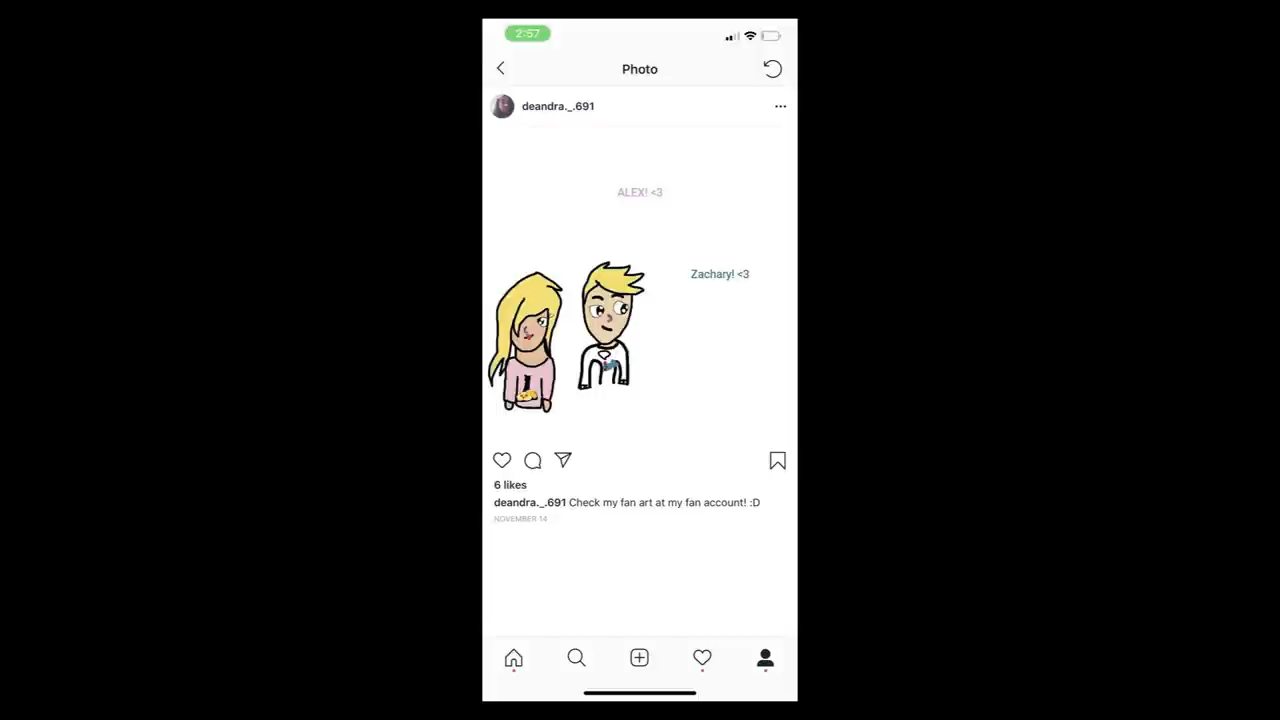 2:57
Photo
deandra._.691
ALEX! <3
Zachary! <3
6 likes
deandra._.691 Check my fan art at my fan account! :D
NOVEMBER 14